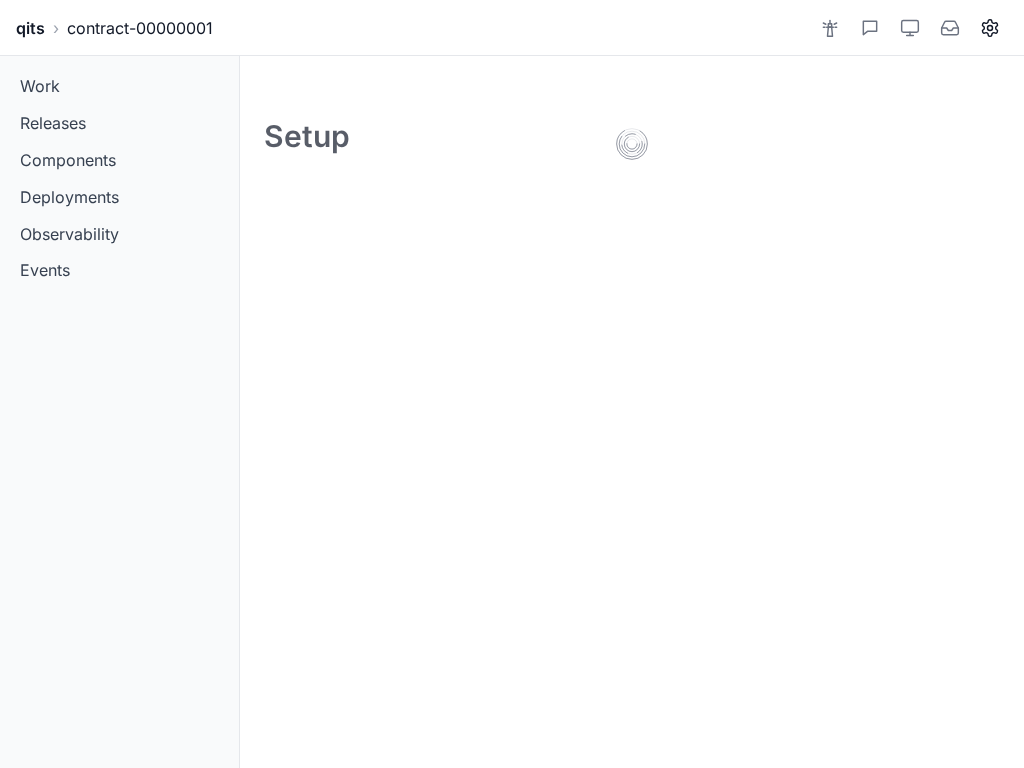 qits › contract-00000001
Work
Releases
Components
Deployments
Observability
Events
Setup